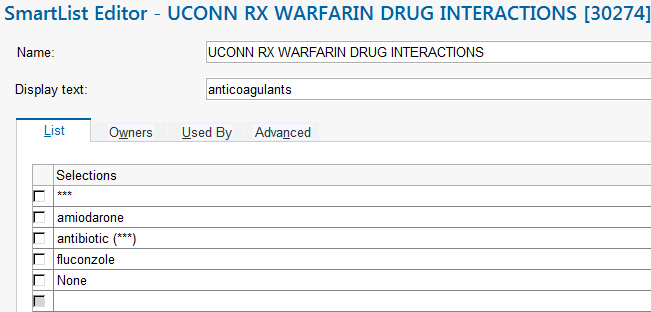 SmartList Editor - UCONN RX WARFARIN DRUG INTERACTIONS [30274]
Name: UCONN RX WARFARIN DRUG INTERACTIONS
Display text: anticoagulants
List Owners Used By Advanced
Selections
***
amiodarone
antibiotic (***)
fluconzole
None